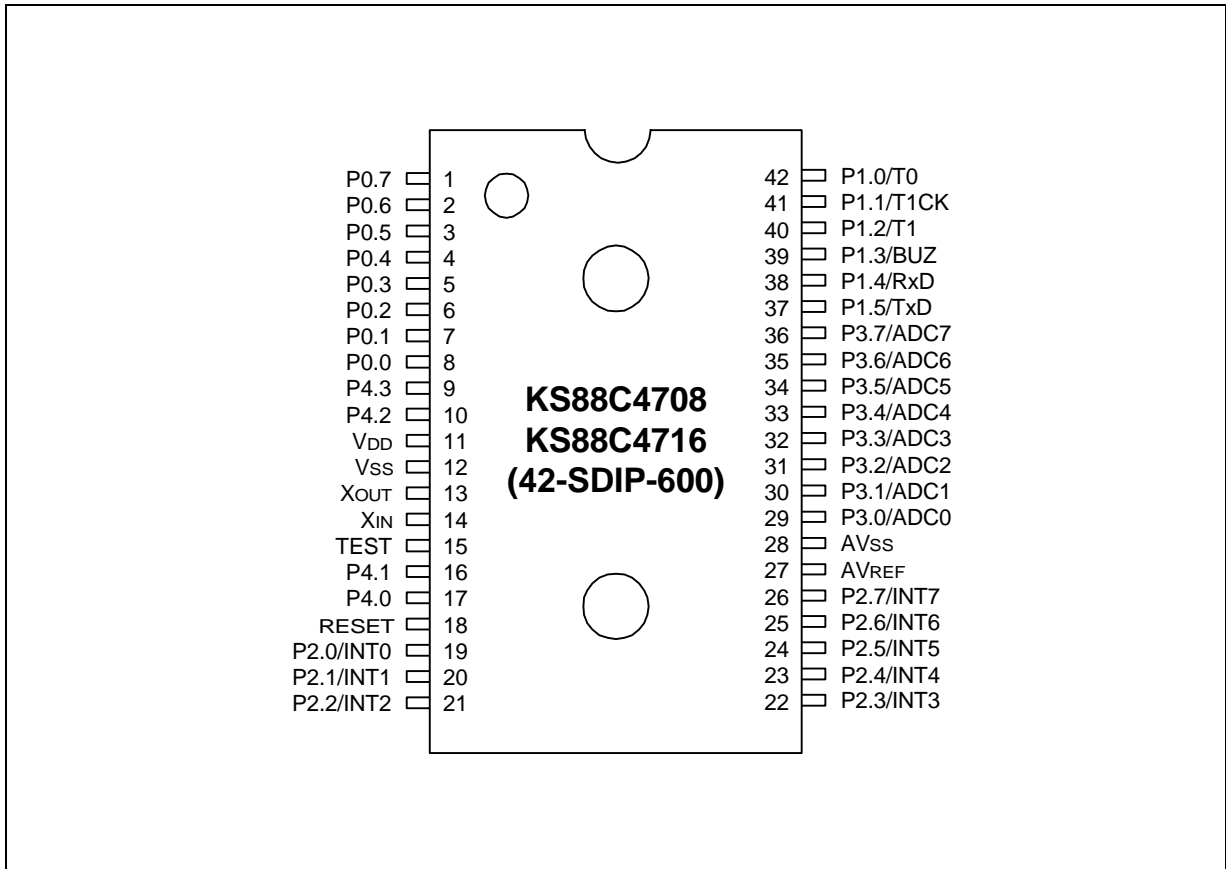 P0.7 1
P0.6 2
P0.5 3
P0.4 4
P0.3 5
P0.2 6
P0.1 7
P0.0 8
P4.3 9
P4.2 10
VDD 11
VSS 12
XOUT 13
XIN 14
TEST 15
P4.1 16
P4.0 17
RESET 18
P2.0/INT0 19
P2.1/INT1 20
P2.2/INT2 21
KS88C4708
KS88C4716
(42-SDIP-600)
42 P1.0/T0
41 P1.1/T1CK
40 P1.2/T1
39 P1.3/BUZ
38 P1.4/RxD
37 P1.5/TxD
36 P3.7/ADC7
35 P3.6/ADC6
34 P3.5/ADC5
33 P3.4/ADC4
32 P3.3/ADC3
31 P3.2/ADC2
30 P3.1/ADC1
29 P3.0/ADC0
28 AVSS
27 AVREF
26 P2.7/INT7
25 P2.6/INT6
24 P2.5/INT5
23 P2.4/INT4
22 P2.3/INT3